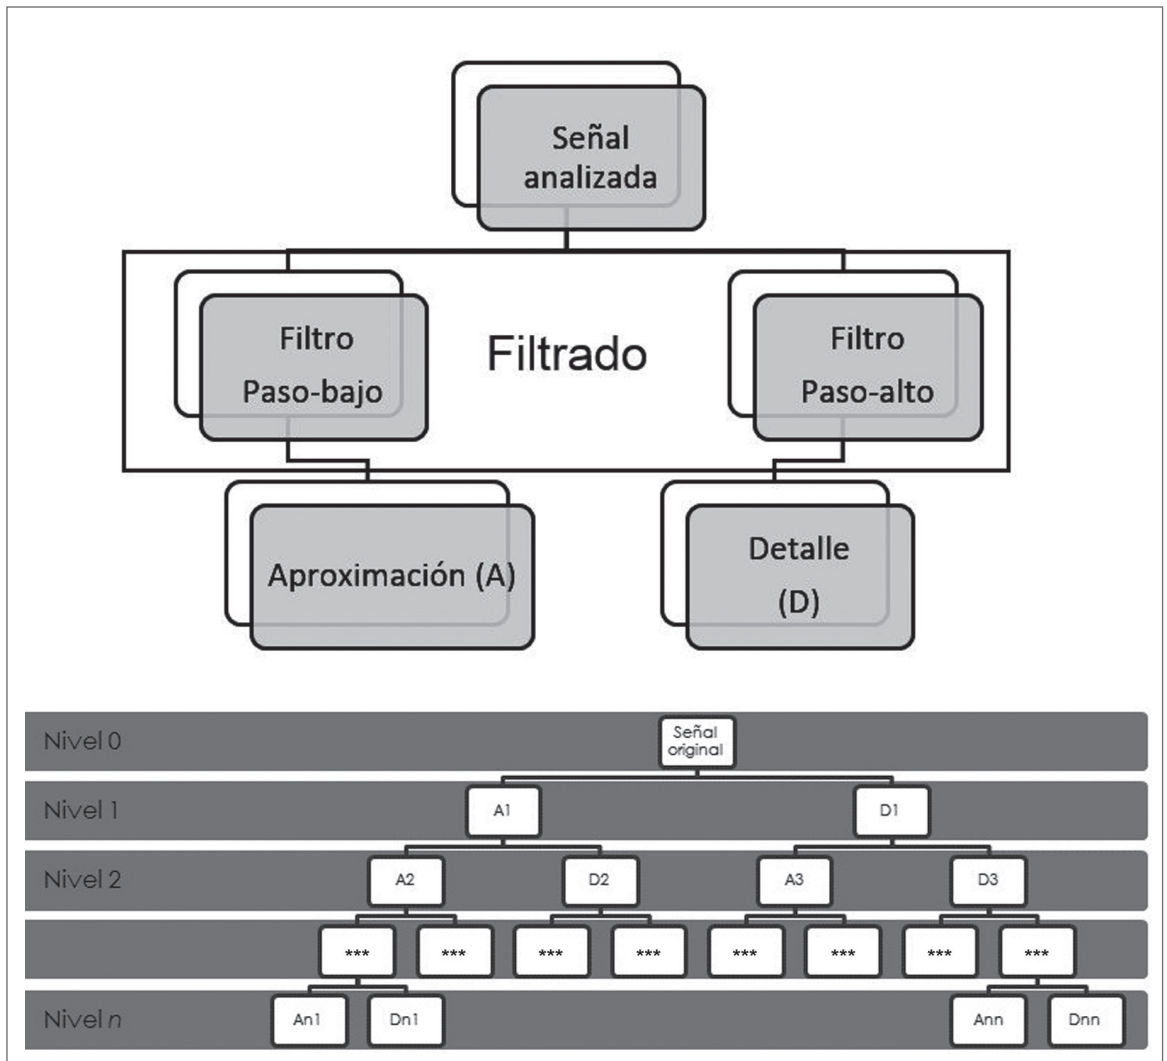 Señal
analizada
Filtro
Paso-bajo
Filtrado
Filtro
Paso-alto
Aproximación (A)
Detalle
(D)
Nivel 0
Señal
original
Nivel 1
A1
D1
Nivel 2
A2
D2
A3
D3
***
***
***
***
***
***
***
***
Nivel n
An1
Dn1
Ann
Dnn